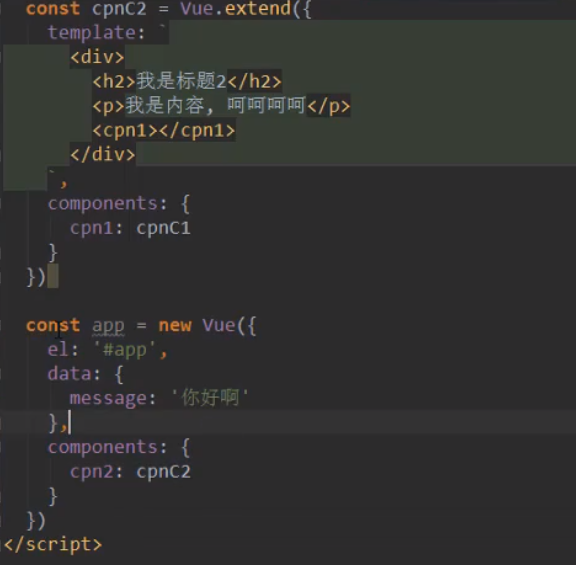 const cpnC2 = Vue.extend({
  template: `
    <div>
      <h2>我是标题2</h2>
      <p>我是内容, 呵呵呵呵</p>
      <cpn1></cpn1>
    </div>
  `,
  components: {
    cpn1: cpnC1
  }
})
const app = new Vue({
  el: '#app',
  data: {
    message: '你好啊'
  },
  components: {
    cpn2: cpnC2
  }
})
</script>